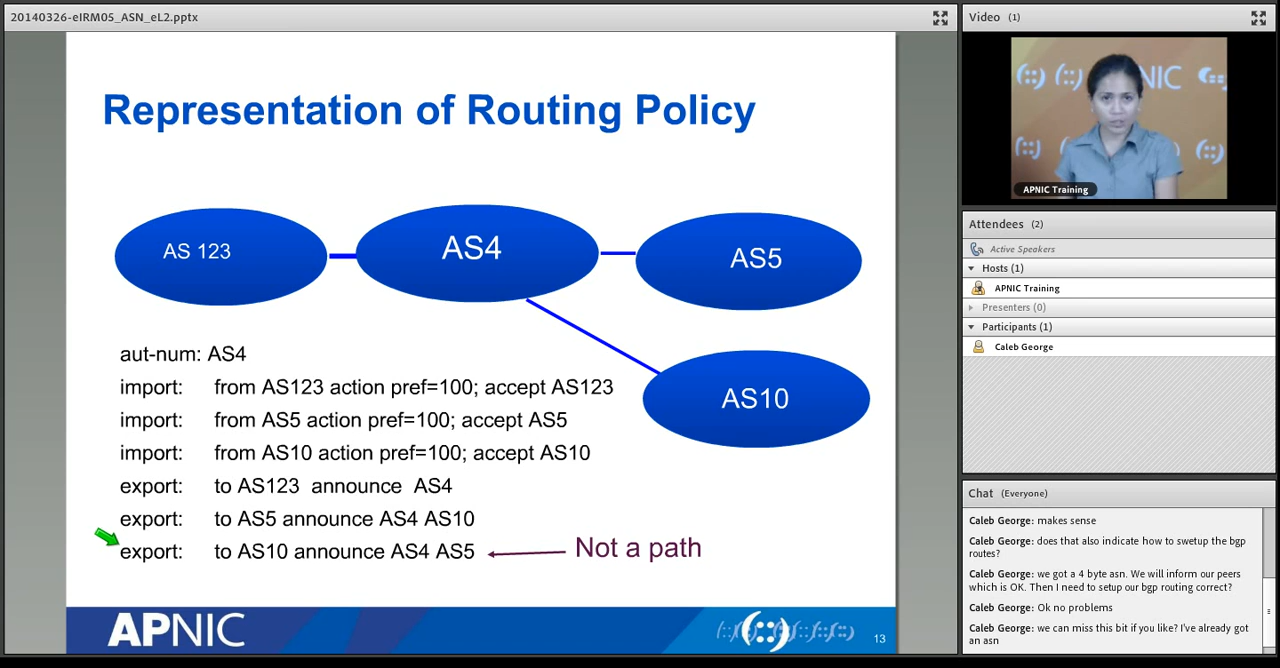 20140326-eIRM05_ASN_eL2.pptx
Representation of Routing Policy
AS 123
AS4
AS5
AS10
aut-num: AS4
import: from AS123 action pref=100; accept AS123
import: from AS5 action pref=100; accept AS5
import: from AS10 action pref=100; accept AS10
export: to AS123 announce AS4
export: to AS5 announce AS4 AS10
export: to AS10 announce AS4 AS5
Not a path
APNIC
13
Video (1)
NIC
APNIC Training
Attendees (2)
Active Speakers
Hosts (1)
APNIC Training
Presenters (0)
Participants (1)
Caleb George
Chat (Everyone)
Caleb George: makes sense
Caleb George: does that also indicate how to swetup the bgp
routes?
Caleb George: we got a 4 byte asn. We will inform our peers
which is OK. Then I need to setup our bgp routing correct?
Caleb George: Ok no problems
Caleb George: we can miss this bit if you like? I've already got
an asn